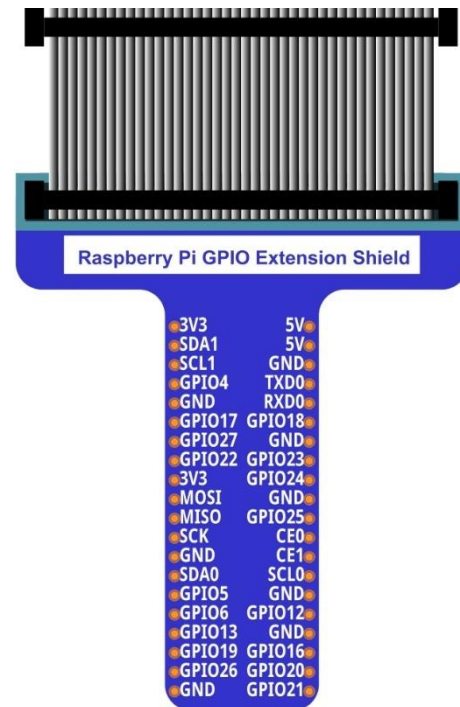 Raspberry Pi GPIO Extension Shield
3V3 5V
SDA1 5V
SCL1 GND
GPIO4 TXD0
GND RXD0
GPIO17 GPIO18
GPIO27 GND
GPIO22 GPIO23
3V3 GPIO24
MOSI GND
MISO GPIO25
SCK CE0
GND CE1
SDA0 SCL0
GPIO5 GND
GPIO6 GPIO12
GPIO13 GND
GPIO19 GPIO16
GPIO26 GPIO20
GND GPIO21